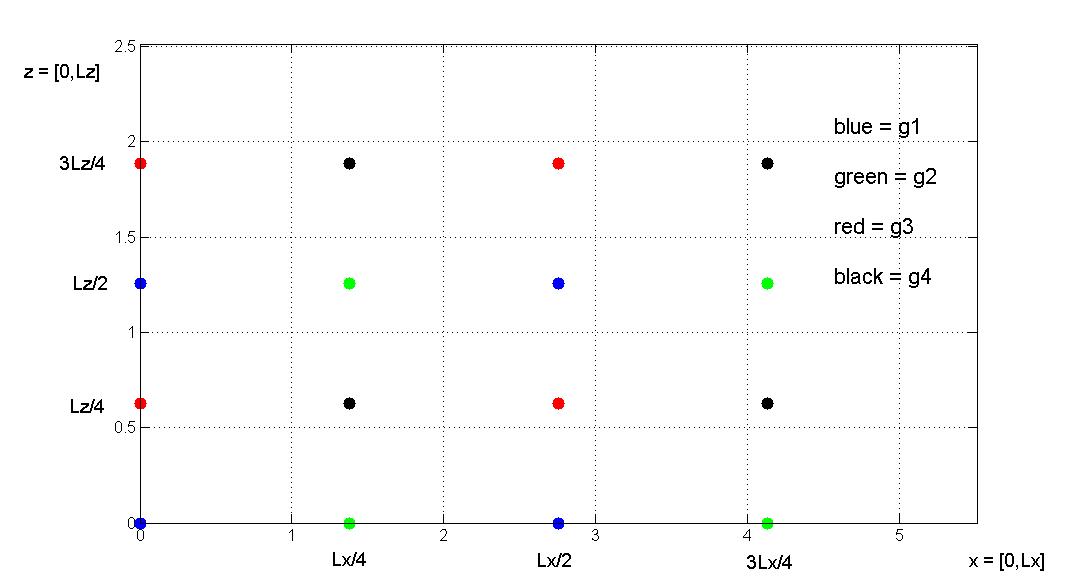 2.5
z = [0,Lz]
blue = g1
2
3Lz/4
green = g2
1.5
red = g3
Lz/2
black = g4
1
Lz/4
0.5
0
0 1 2 3 4 5
Lx/4 Lx/2 3Lx/4 x = [0,Lx]